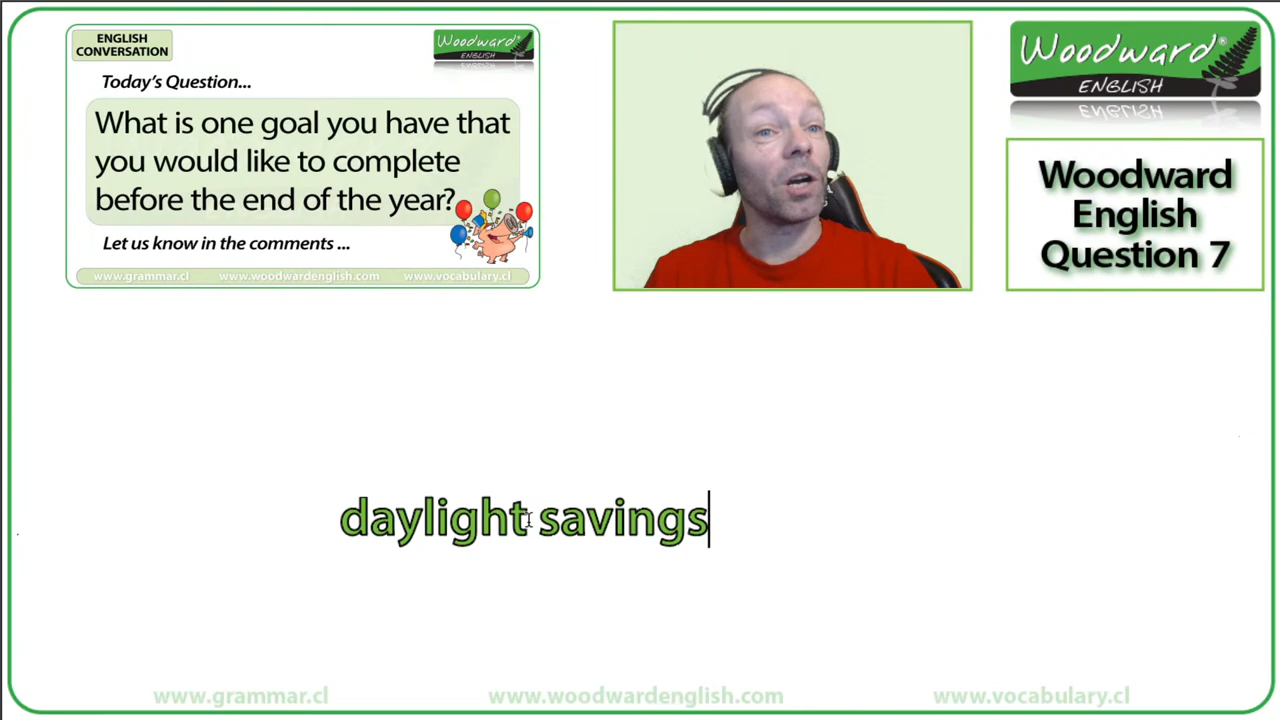 ENGLISH
CONVERSATION
Woodward
ENGLISH
Today's Question...
What is one goal you have that
you would like to complete
before the end of the year?
Let us know in the comments ...
www.grammar.cl www.woodwardenglish.com www.vocabulary.cl
Woodward®
ENGLISH
Woodward
English
Question 7
daylight savings
www.grammar.cl www.woodwardenglish.com www.vocabulary.cl